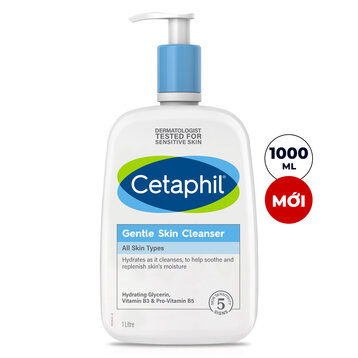 DERMATOLOGIST
TESTED FOR
SENSITIVE SKIN
Cetaphil®
Gentle Skin Cleanser
All Skin Types
Hydrates as it cleanses, to help soothe and
replenish skin's moisture
Hydrating Glycerin,
Vitamin B3 & Pro-Vitamin B5
1 Litre
5
SIGNS
1000
ML
MỚI